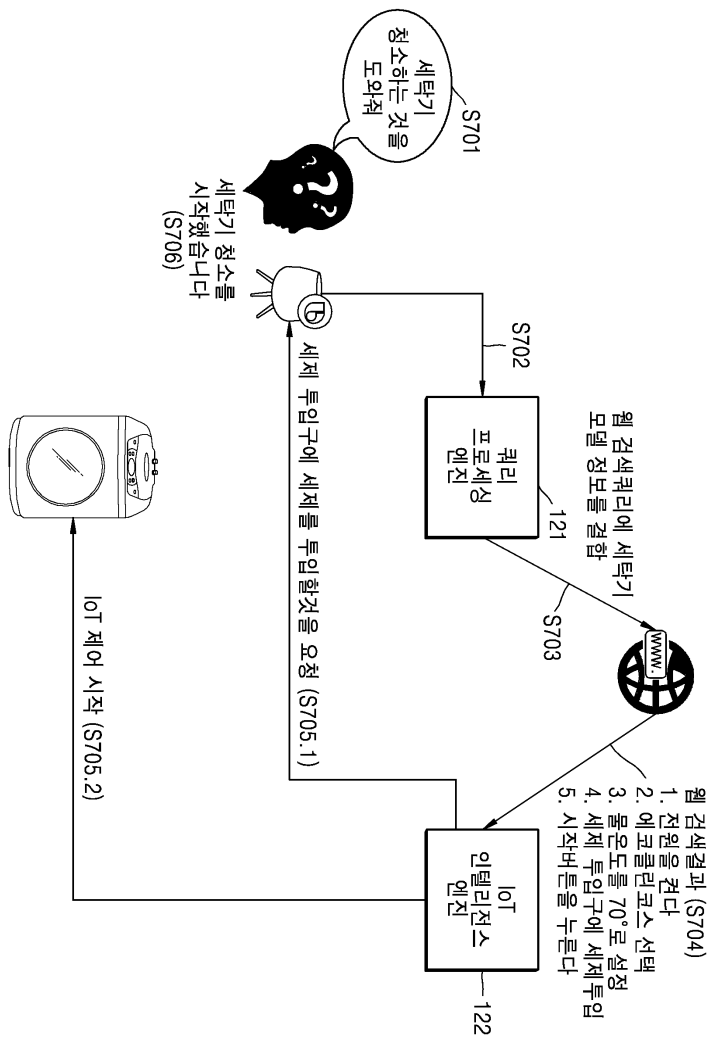 세탁기
청소하는 것을
도와줘
S701
세탁기 청소를
시작했습니다
(S706)
S702
쿼리
프로세싱
엔진
121
웹 검색쿼리에 세탁기
모델 정보를 결합
S703
www.
웹 검색결과 (S704)
1. 전원을 켠다
2. 에코클린코스 선택
3. 물온도를 70°로 설정
4. 세제 투입구에 세제투입
5. 시작버튼을 누른다
IoT
인텔리전스
엔진
122
세제 투입구에 세제를 투입할것을 요청 (S705.1)
IoT 제어 시작 (S705.2)